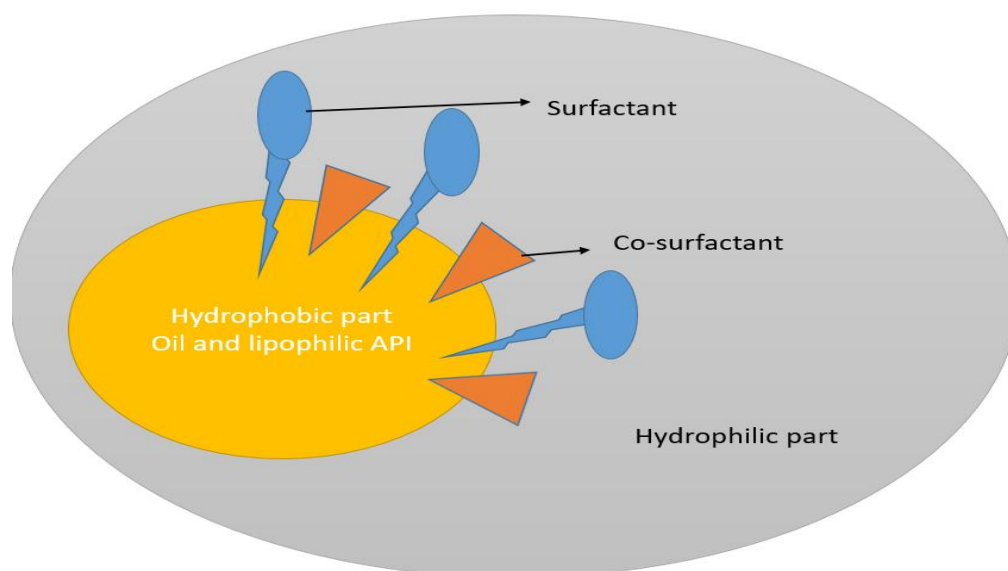 Surfactant
Co-surfactant
Hydrophobic part
Oil and lipophilic API
Hydrophilic part